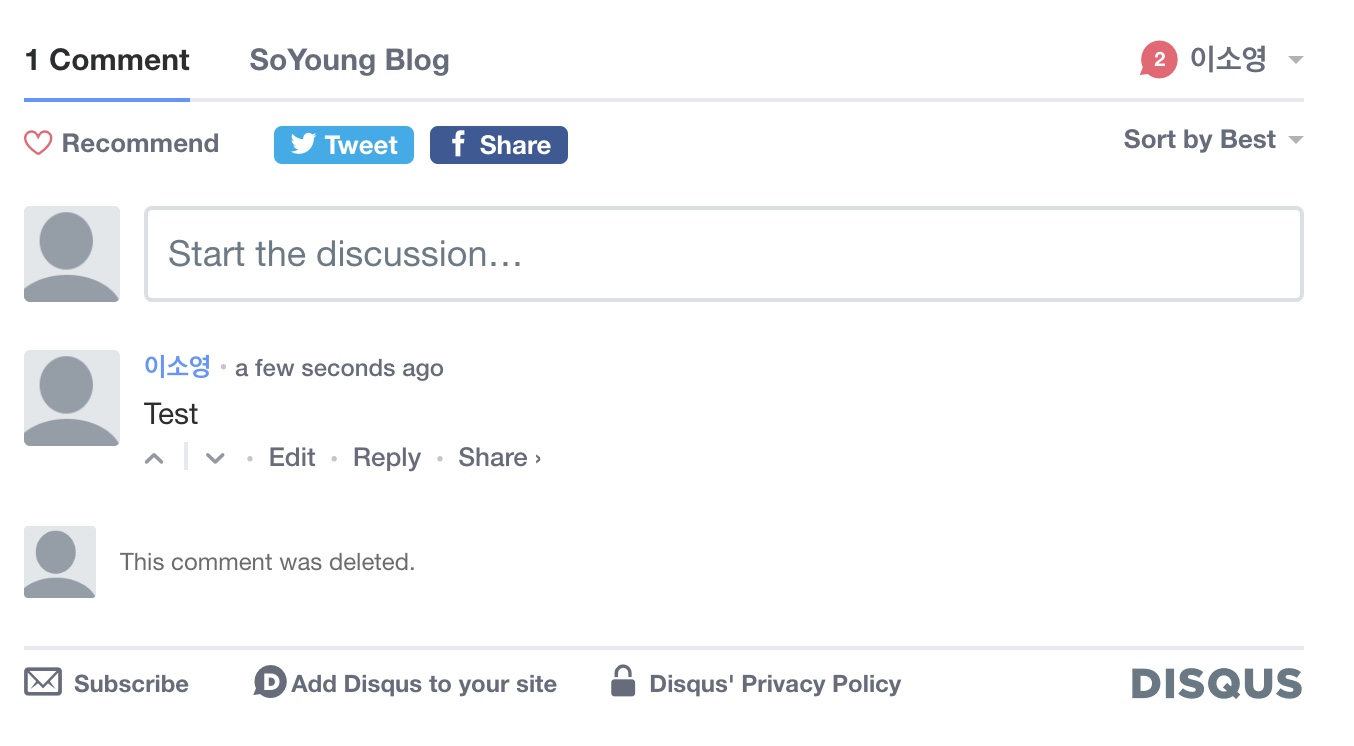 1 Comment SoYoung Blog 2 이소영
Recommend Tweet Share Sort by Best
Start the discussion…
이소영 • a few seconds ago
Test
• Edit • Reply • Share ›
This comment was deleted.
Subscribe Add Disqus to your site Disqus' Privacy Policy DISQUS